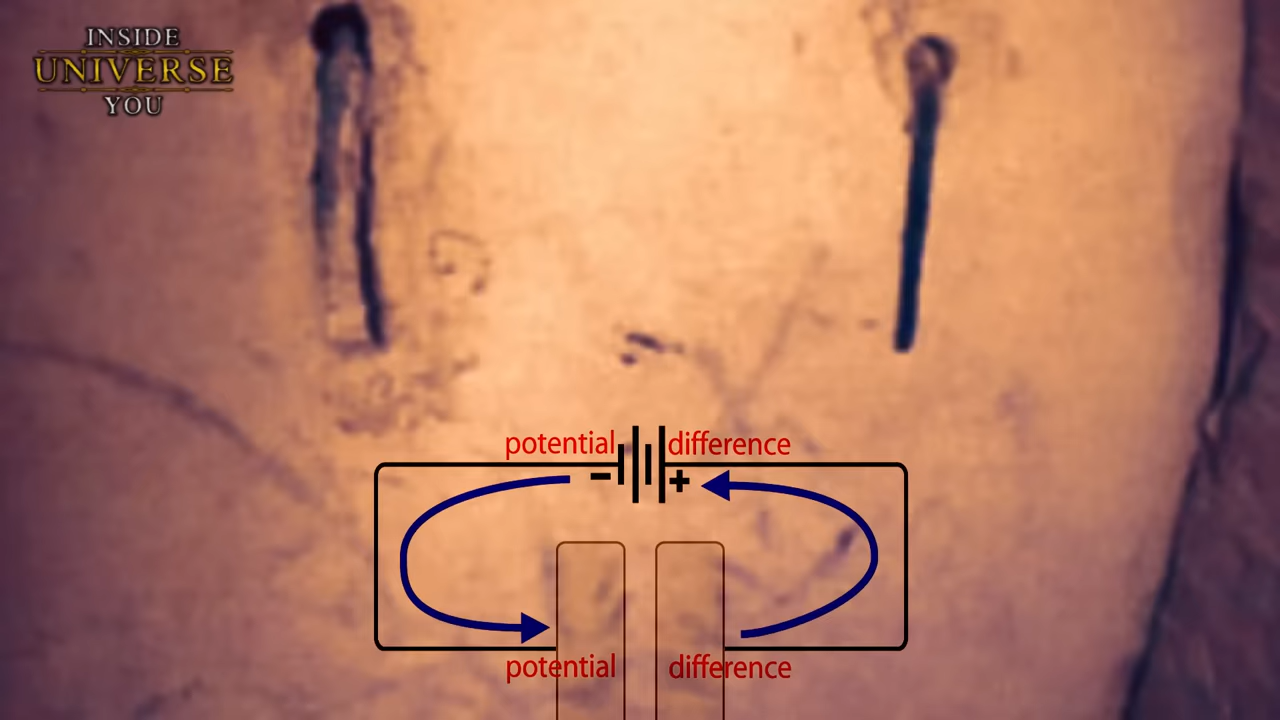 INSIDE
UNIVERSE
YOU
potential difference
− +
potential difference